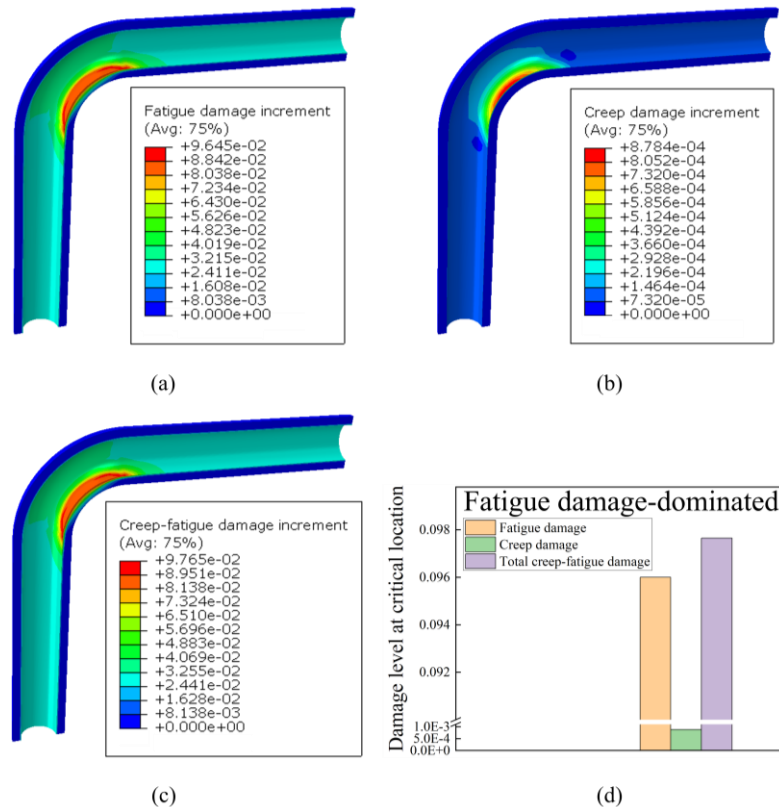 Fatigue damage increment
(Avg: 75%)
+9.645e-02
+8.842e-02
+8.038e-02
+7.234e-02
+6.430e-02
+5.626e-02
+4.823e-02
+4.019e-02
+3.215e-02
+2.411e-02
+1.608e-02
+8.038e-03
+0.000e+00
(a)
Creep damage increment
(Avg: 75%)
+8.784e-04
+8.052e-04
+7.320e-04
+6.588e-04
+5.856e-04
+5.124e-04
+4.392e-04
+3.660e-04
+2.928e-04
+2.196e-04
+1.464e-04
+7.320e-05
+0.000e+00
(b)
Creep-fatigue damage increment
(Avg: 75%)
+9.765e-02
+8.951e-02
+8.138e-02
+7.324e-02
+6.510e-02
+5.696e-02
+4.883e-02
+4.069e-02
+3.255e-02
+2.441e-02
+1.628e-02
+8.138e-03
+0.000e+00
(c)
Fatigue damage-dominated
Fatigue damage
Creep damage
Total creep-fatigue damage
Damage level at critical location
0.098
0.096
0.094
0.092
1.0E-3
5.0E-4
0.0E+0
(d)